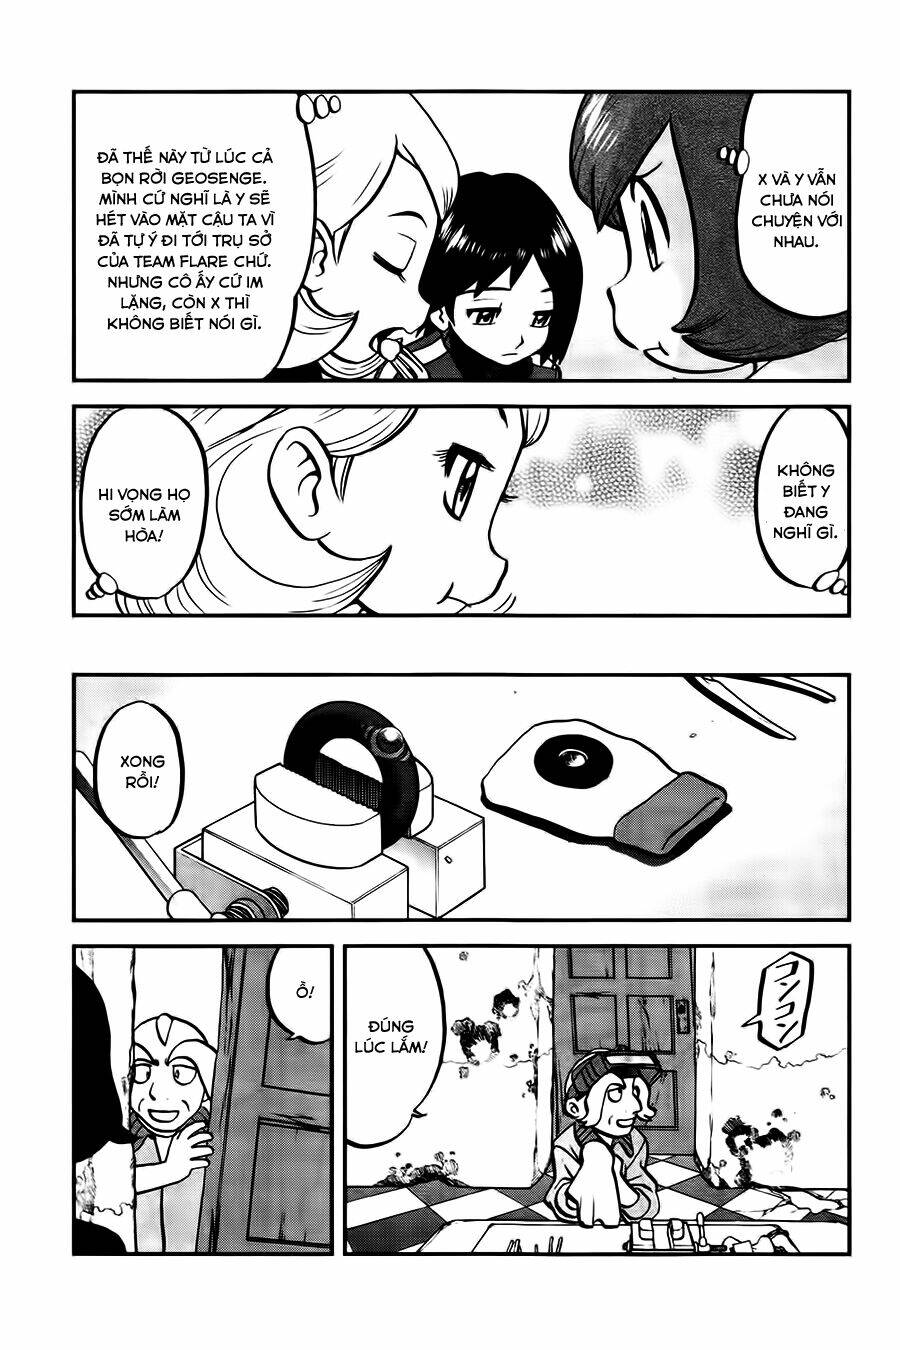 X VÀ Y VẪN
CHƯA NÓI
CHUYỆN VỚI
NHAU.
ĐÃ THẾ NÀY TỪ LÚC CẢ
BỌN RỜI GEOSENGE.
MÌNH CỨ NGHĨ LÀ Y SẼ
HÉT VÀO MẶT CẬU TA VÌ
ĐÃ TỰ Ý ĐI TỚI TRỤ SỞ
CỦA TEAM FLARE CHỨ.
NHƯNG CÔ ẤY CỨ IM
LẶNG, CÒN X THÌ
KHÔNG BIẾT NÓI GÌ.
KHÔNG
BIẾT Y
ĐANG
NGHĨ GÌ.
HI VỌNG HỌ
SỚM LÀM
HÒA!
XONG
RỒI!
コンコン
ĐÚNG
LÚC LẮM!
Ồ!